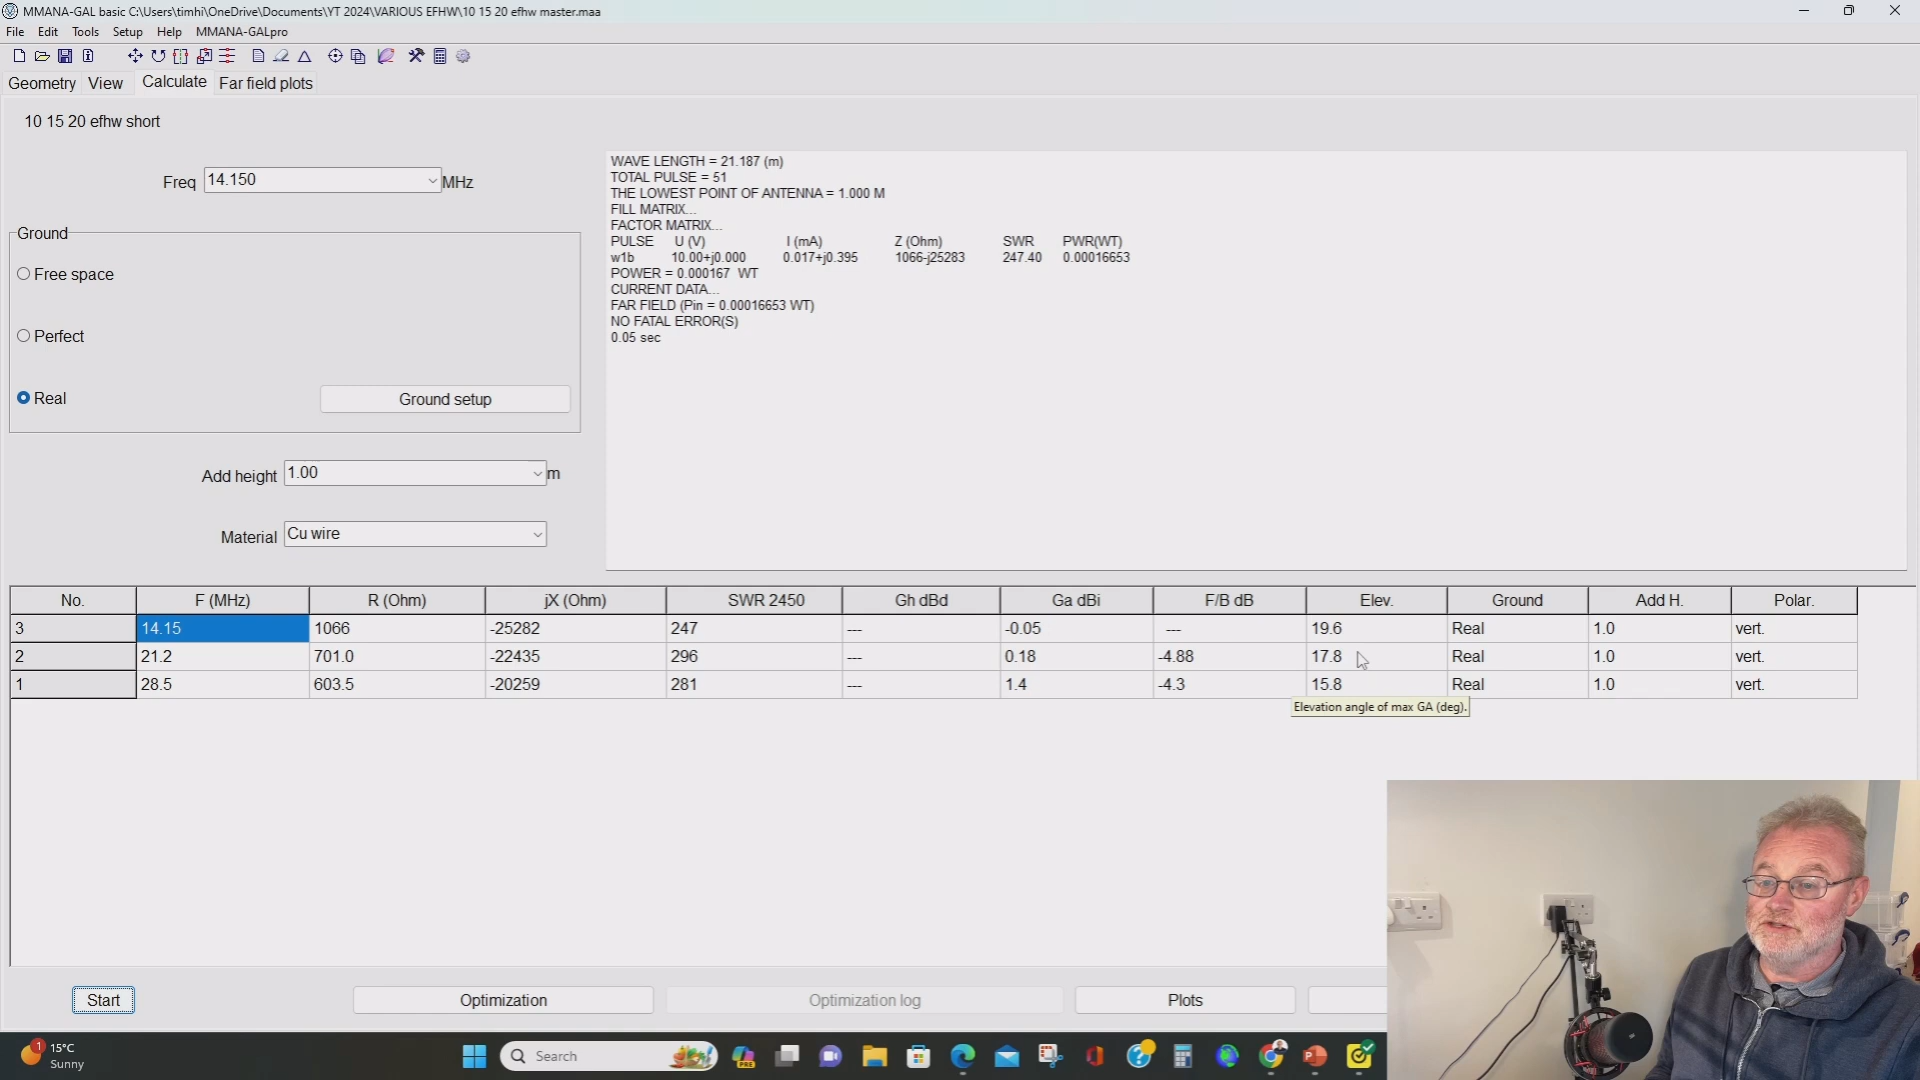 MMANA-GAL basic C:\Users\timhi\OneDrive\Documents\YT 2024\VARIOUS EFHW\10 15 20 efhw master.maa
File Edit Tools Setup Help MMANA-GALpro
Geometry View Calculate Far field plots
10 15 20 efhw short
Freq 14.150 MHz
Ground
Free space
Perfect
Real Ground setup
Add height 1.00 m
Material Cu wire
WAVE LENGTH = 21.187 (m)
TOTAL PULSE = 51
THE LOWEST POINT OF ANTENNA = 1.000 M
FILL MATRIX...
FACTOR MATRIX...
PULSE U (V) I (mA) Z (Ohm) SWR PWR(WT)
w1b 10.00+j0.000 0.017+j0.395 1066-j25283 247.40 0.00016653
POWER = 0.000167 WT
CURRENT DATA...
FAR FIELD (Pin = 0.00016653 WT)
NO FATAL ERROR(S)
0.05 sec
No. F (MHz) R (Ohm) jX (Ohm) SWR 2450 Gh dBd Ga dBi F/B dB Elev. Ground Add H. Polar.
3 14.15 1066 -25282 247 --- -0.05 --- 19.6 Real 1.0 vert.
2 21.2 701.0 -22435 296 --- 0.18 -4.88 17.8 Real 1.0 vert.
1 28.5 603.5 -20259 281 --- 1.4 -4.3 15.8 Real 1.0 vert.
Elevation angle of max GA (deg).
Start Optimization Optimization log Plots
1 15°C
Sunny
Search
PRE